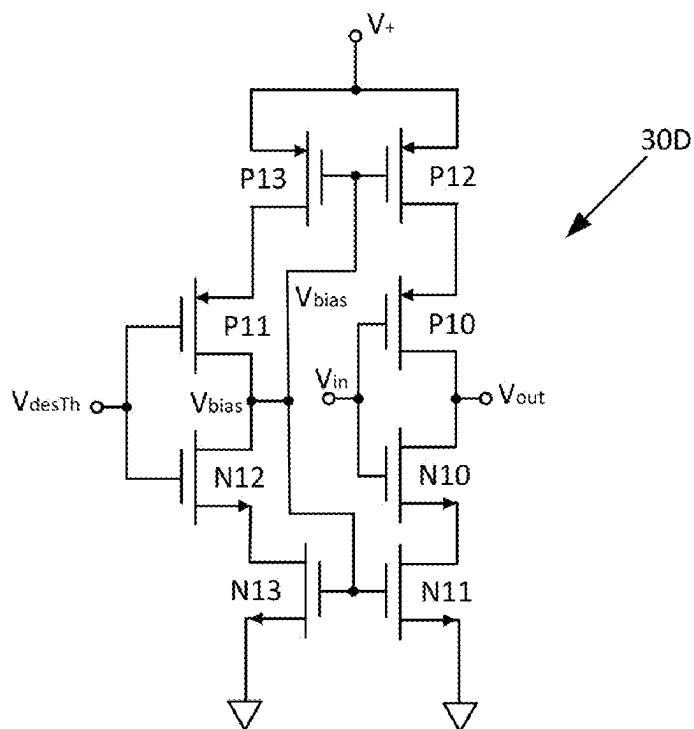 V+
30D
P13
P12
Vbias
P11
P10
Vin
VdesTh
Vbias
Vout
N12
N10
N13
N11